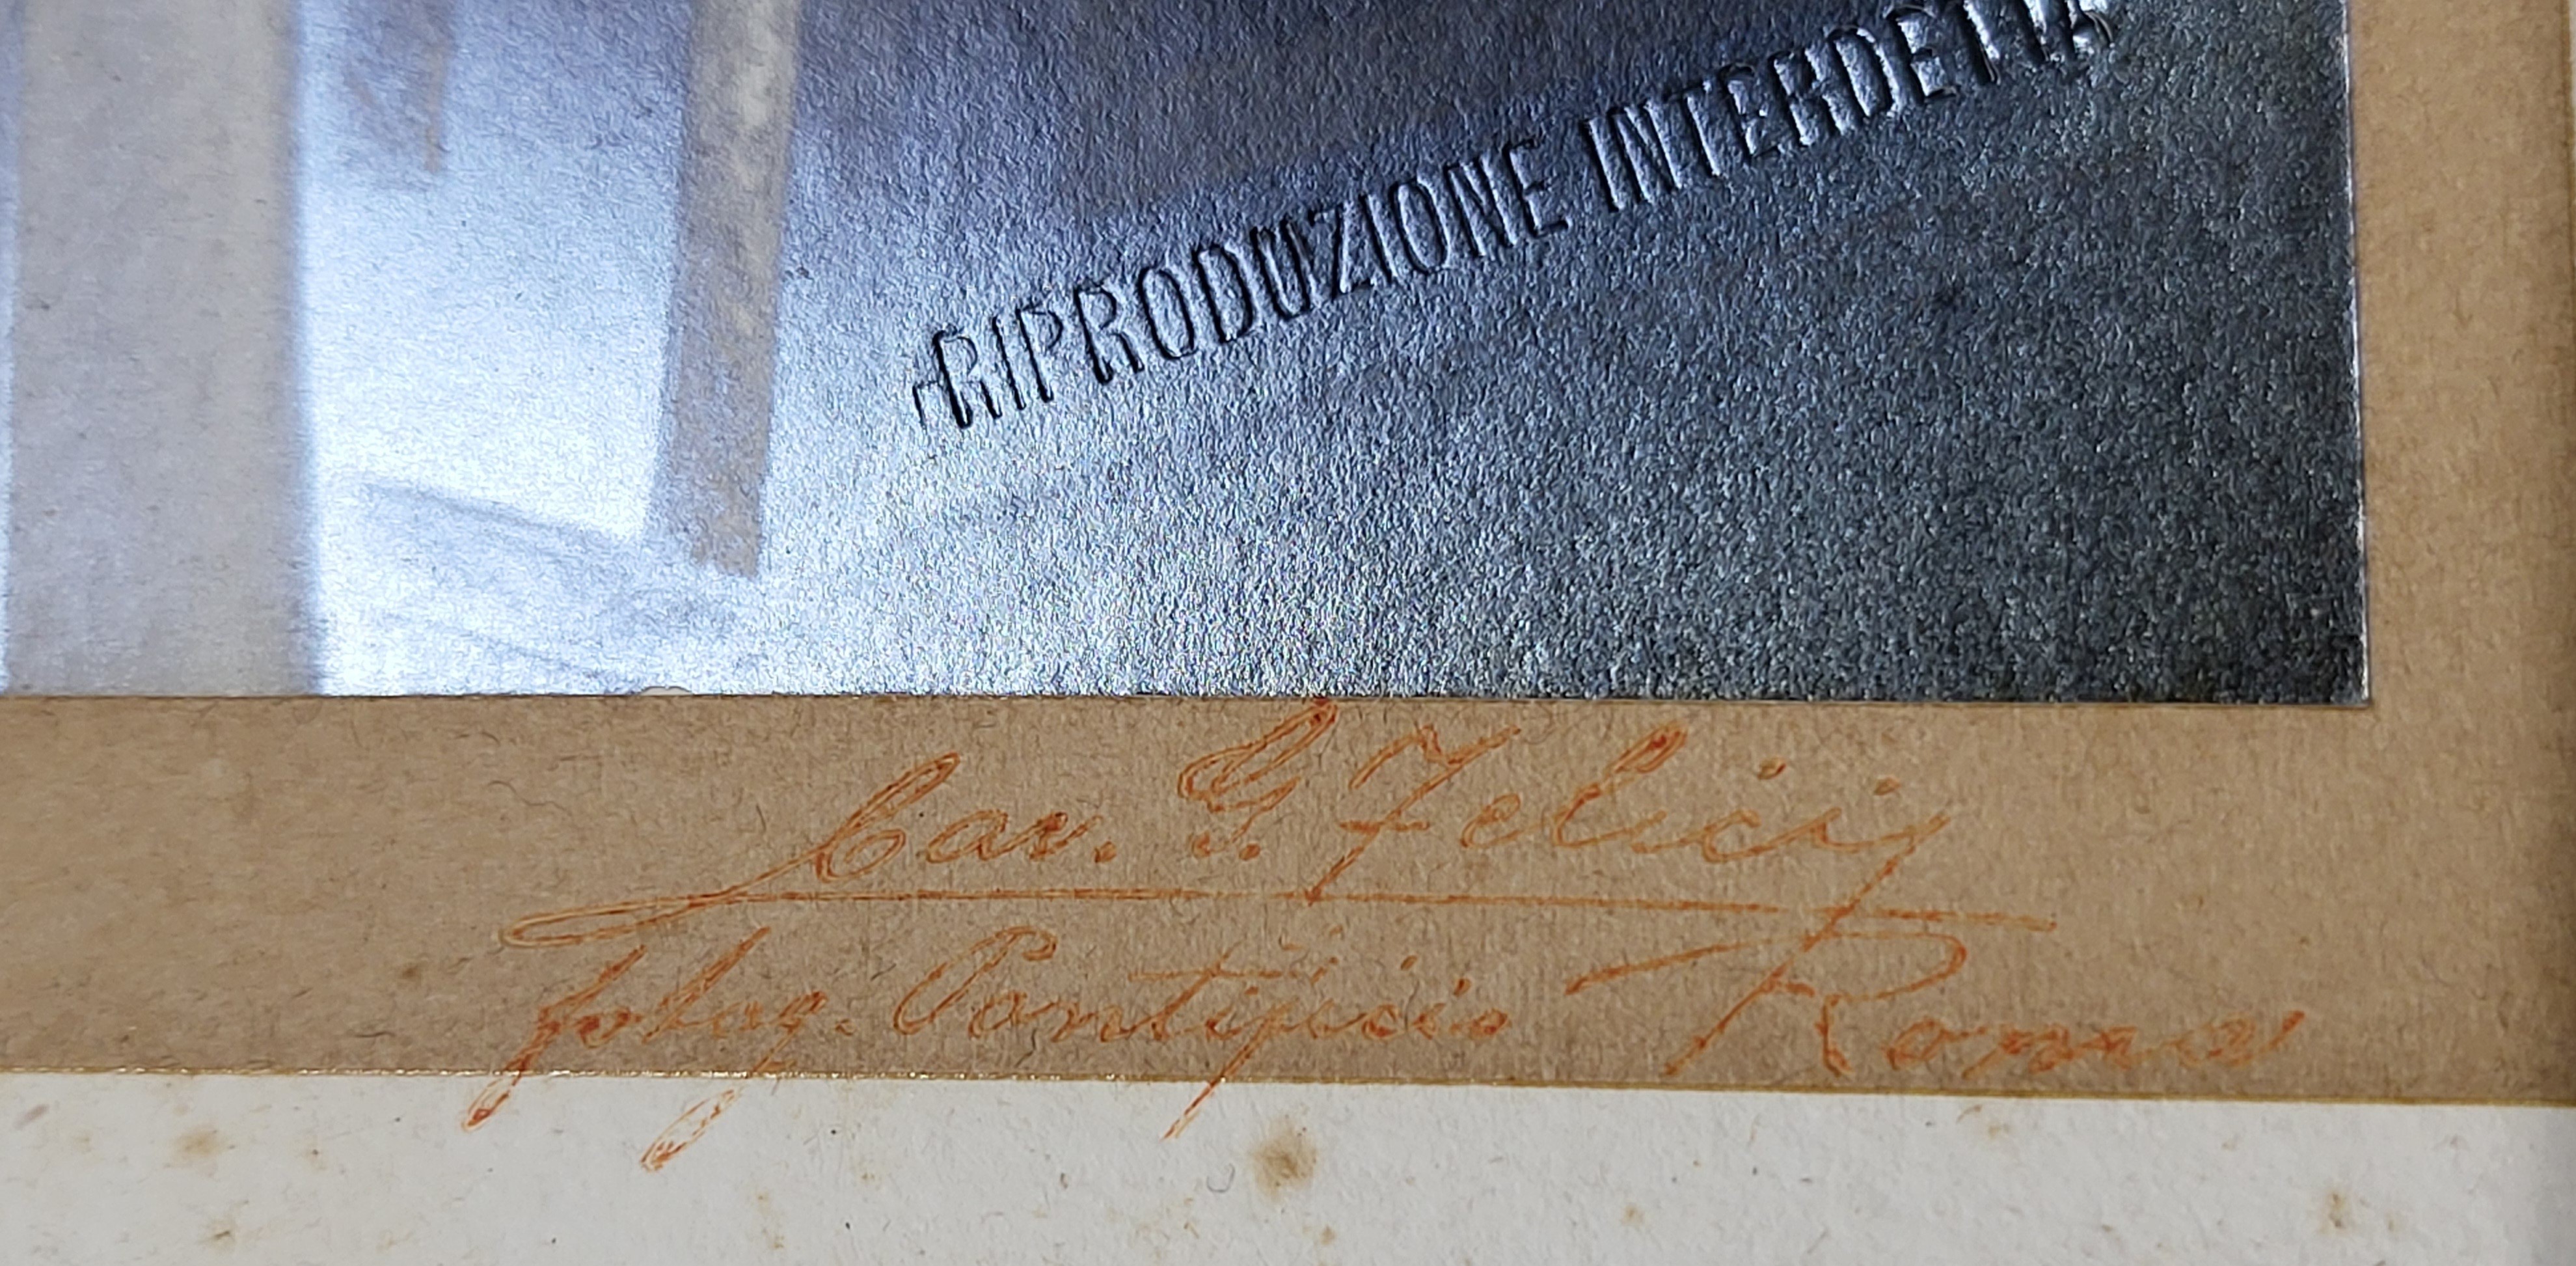 RIPRODUZIONE INTERDETTA
Cav. G. Felici
fotog. Pontificio Roma